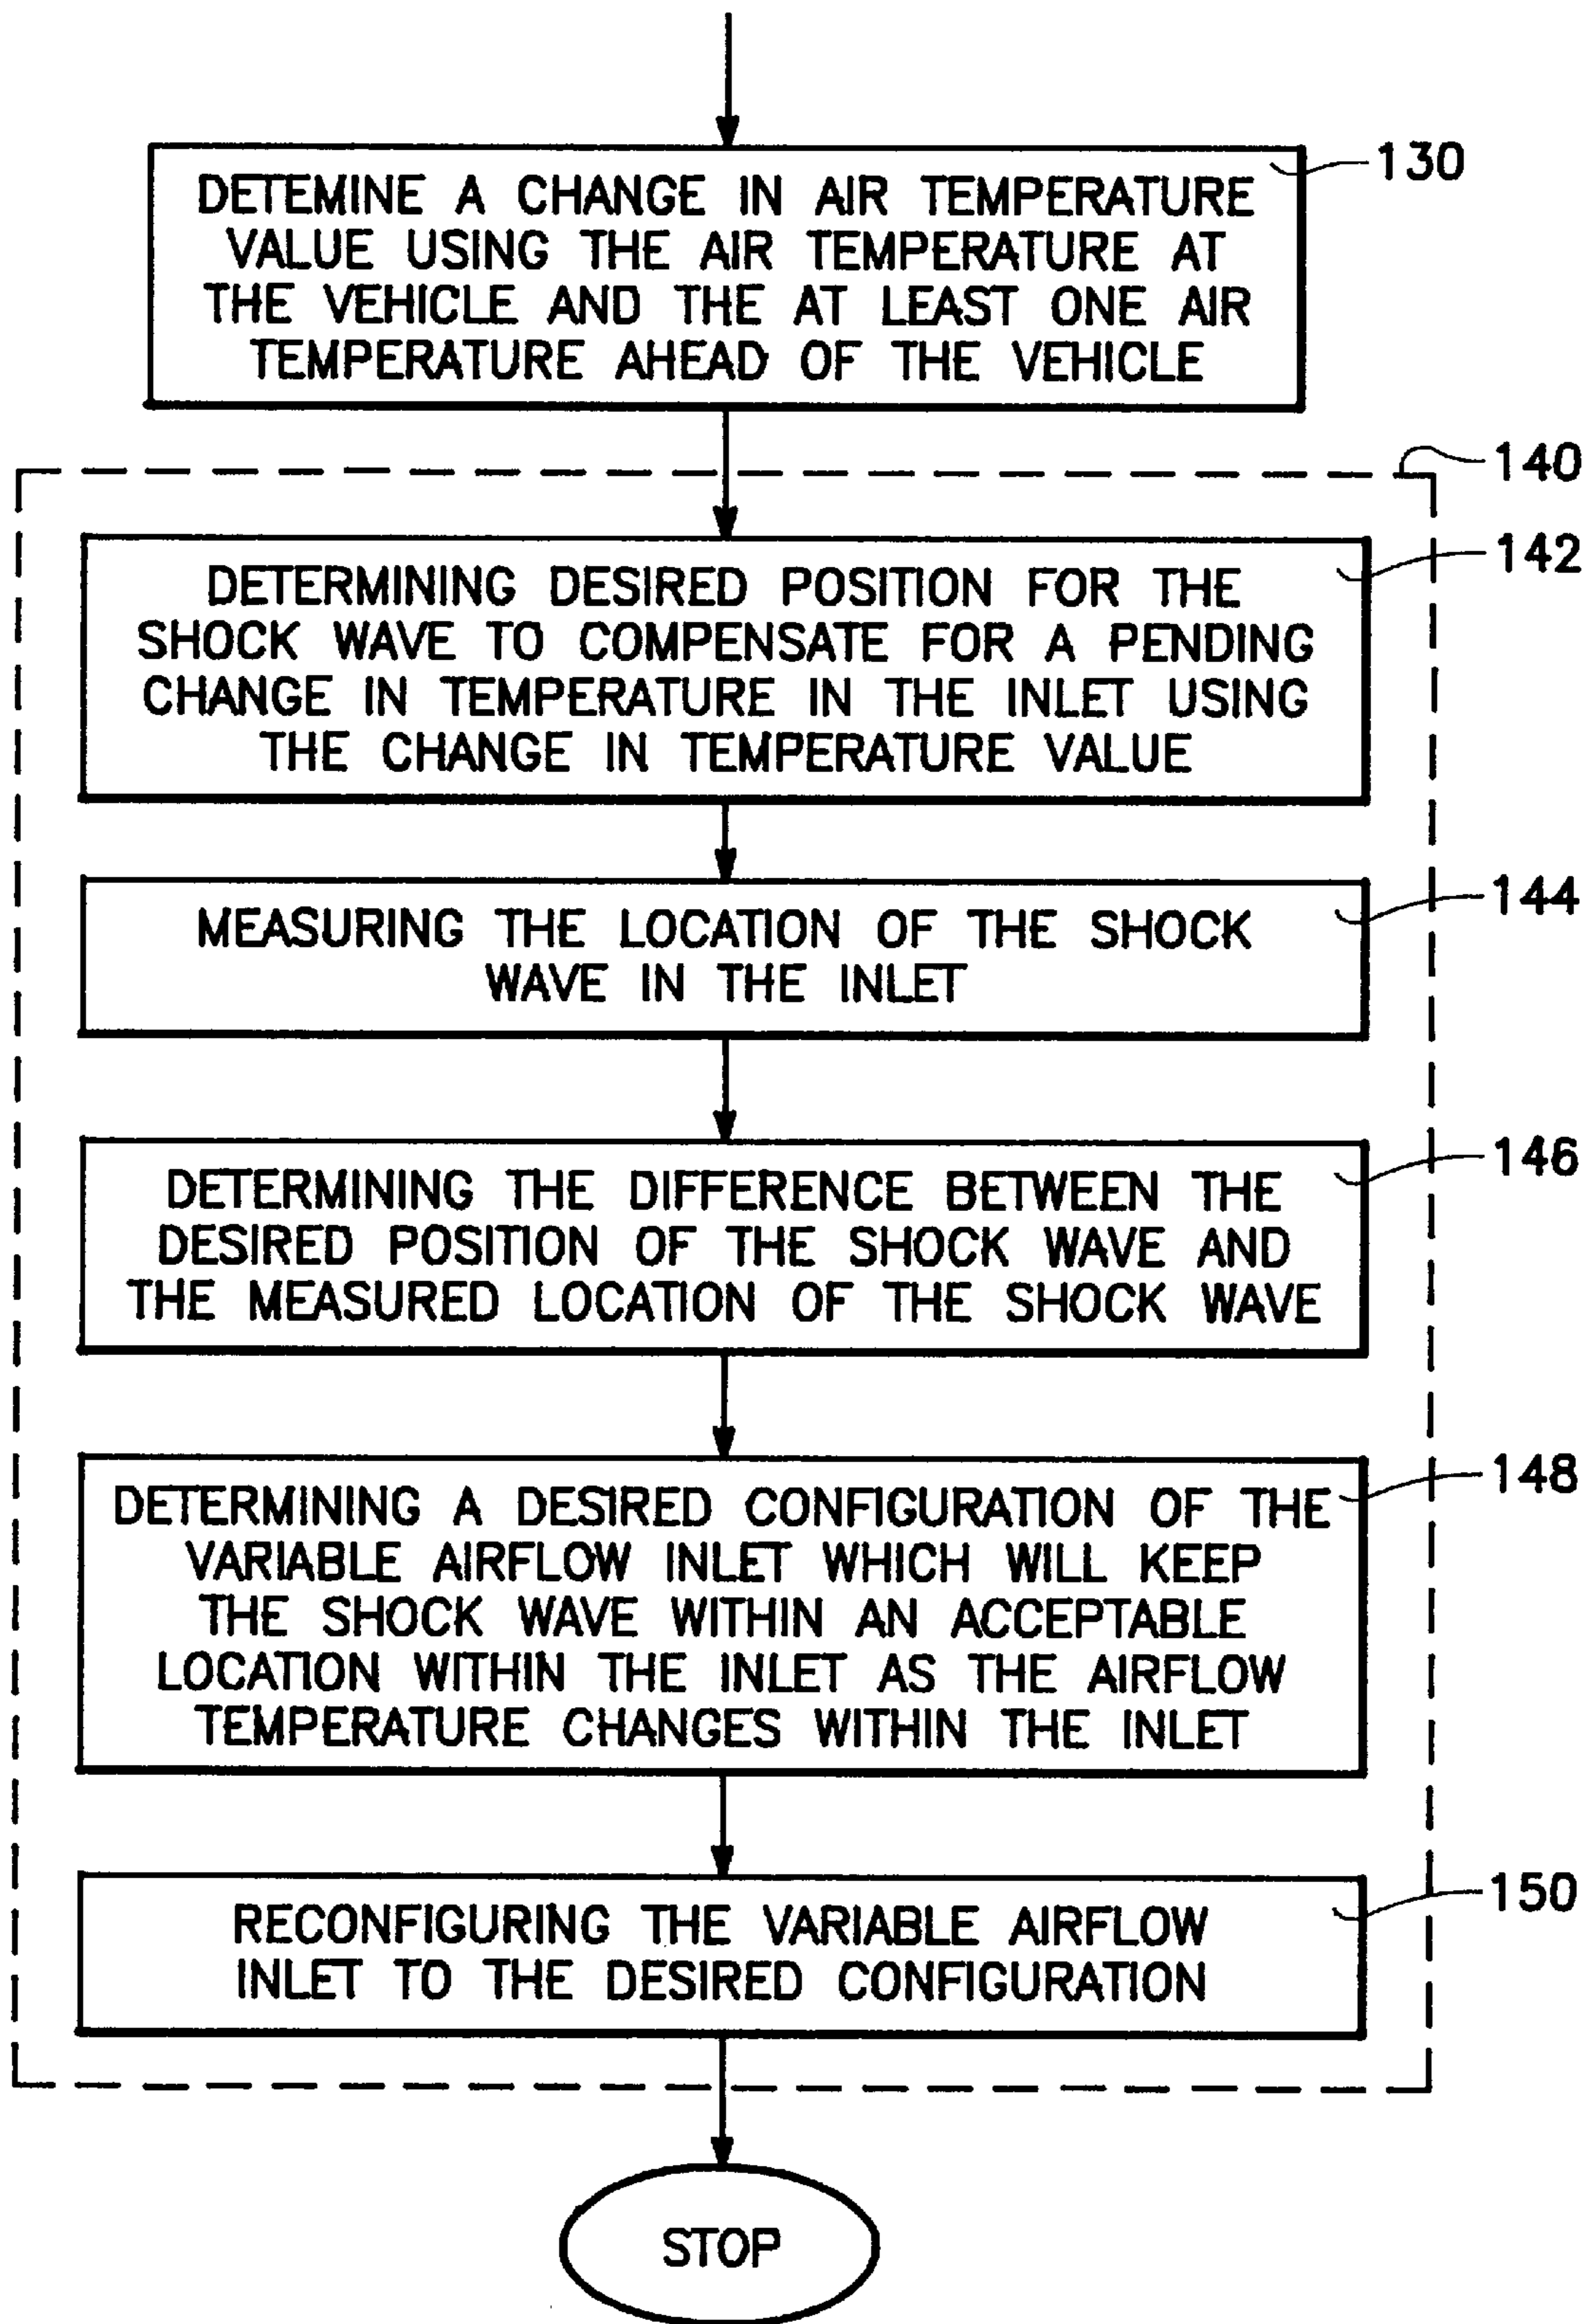 130
DETEMINE A CHANGE IN AIR TEMPERATURE
VALUE USING THE AIR TEMPERATURE AT
THE VEHICLE AND THE AT LEAST ONE AIR
TEMPERATURE AHEAD OF THE VEHICLE
140
142
DETERMINING DESIRED POSITION FOR THE
SHOCK WAVE TO COMPENSATE FOR A PENDING
CHANGE IN TEMPERATURE IN THE INLET USING
THE CHANGE IN TEMPERATURE VALUE
144
MEASURING THE LOCATION OF THE SHOCK
WAVE IN THE INLET
146
DETERMINING THE DIFFERENCE BETWEEN THE
DESIRED POSITION OF THE SHOCK WAVE AND
THE MEASURED LOCATION OF THE SHOCK WAVE
148
DETERMINING A DESIRED CONFIGURATION OF THE
VARIABLE AIRFLOW INLET WHICH WILL KEEP
THE SHOCK WAVE WITHIN AN ACCEPTABLE
LOCATION WITHIN THE INLET AS THE AIRFLOW
TEMPERATURE CHANGES WITHIN THE INLET
150
RECONFIGURING THE VARIABLE AIRFLOW
INLET TO THE DESIRED CONFIGURATION
STOP